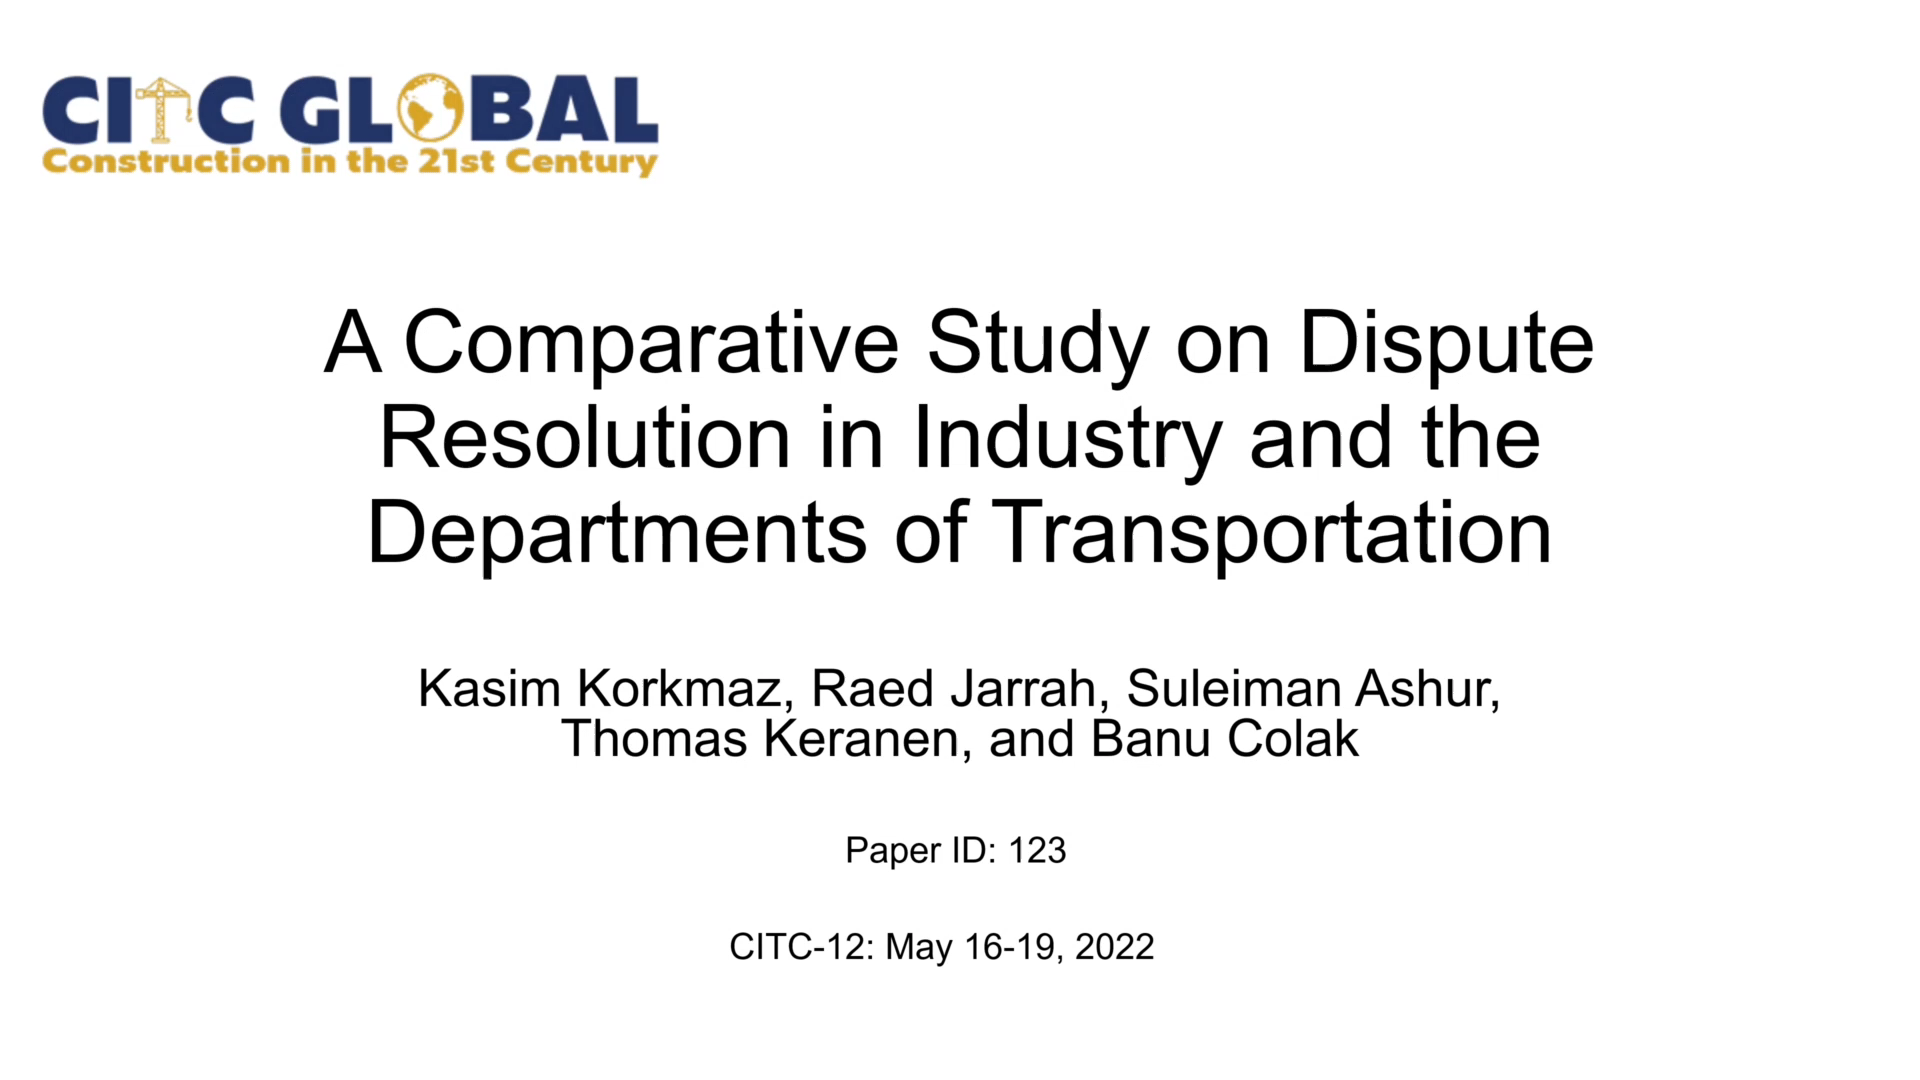 CITC GLOBAL
Construction in the 21st Century
A Comparative Study on Dispute
Resolution in Industry and the
Departments of Transportation
Kasim Korkmaz, Raed Jarrah, Suleiman Ashur,
Thomas Keranen, and Banu Colak
Paper ID: 123
CITC-12: May 16-19, 2022